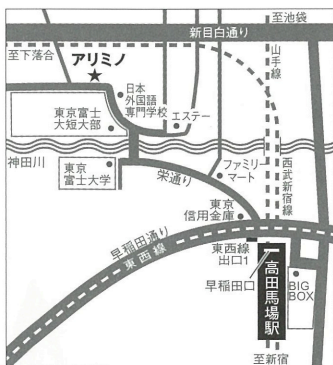 至池袋
新目白通り
至下落合
アリミノ
山手線
日本
外国語
専門学校
エステー
東京富士
大短大部
神田川
東京
富士大学
栄通り
ファミリー
マート
西武新宿線
東京
信用金庫
早稲田通り
東西線
東西線
出口1
早稲田口
高田馬場駅
BIG
BOX
至新宿